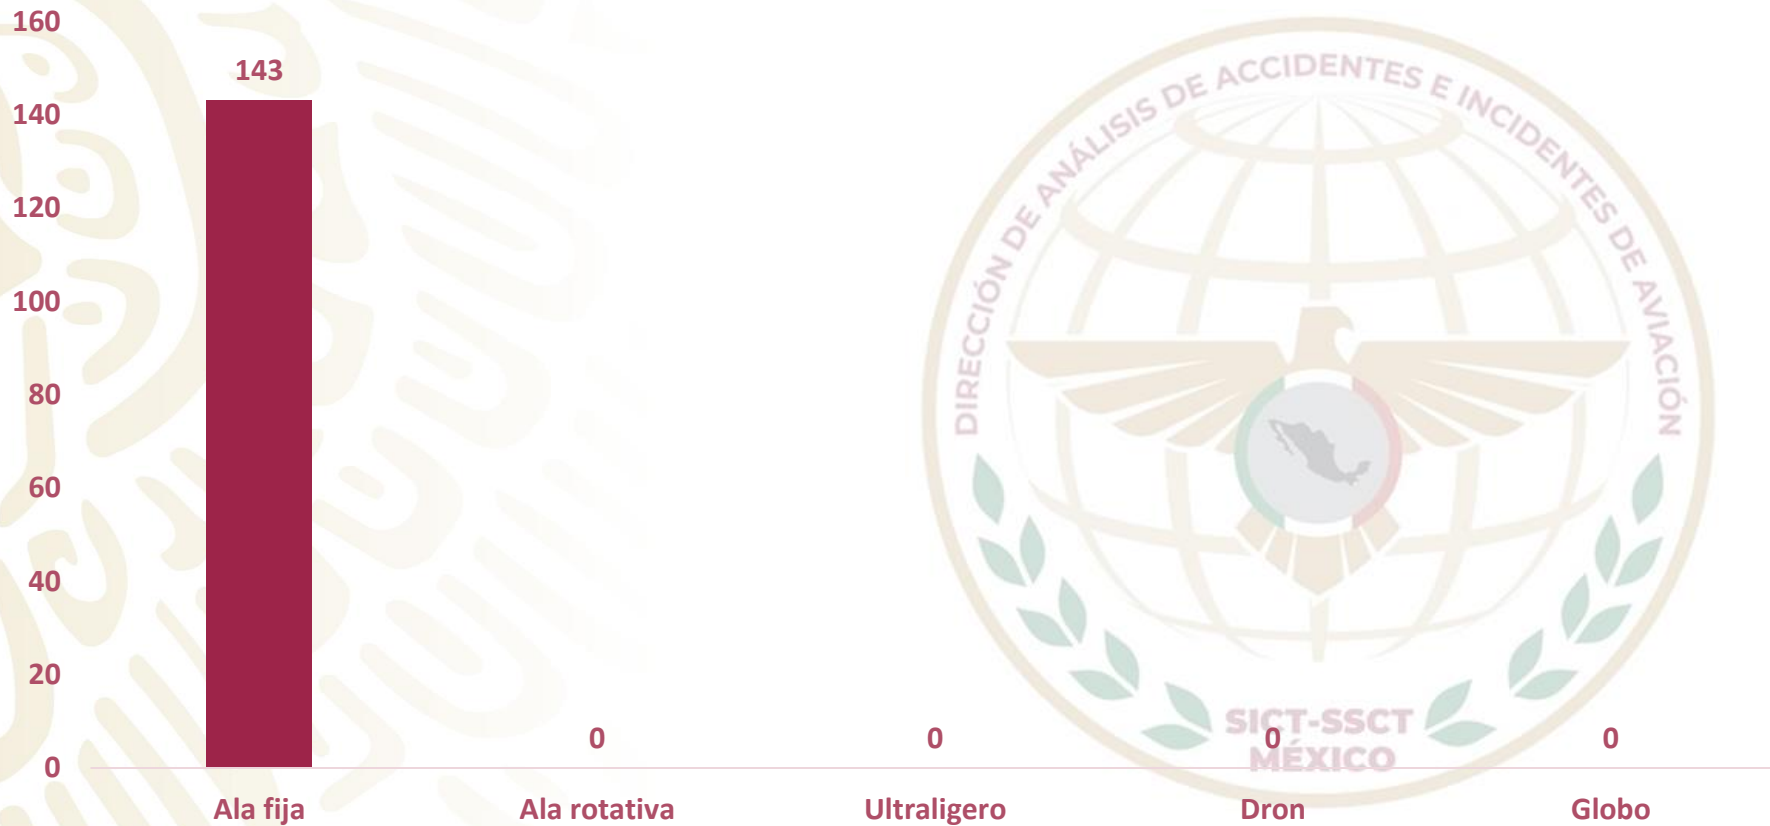 160
143
140
120
100
80
60
40
20
0
0 0 0 0
Ala fija Ala rotativa Ultraligero Dron Globo
DIRECCIÓN DE ANÁLISIS DE ACCIDENTES E INCIDENTES DE AVIACIÓN
SICT-SSCT
MÉXICO